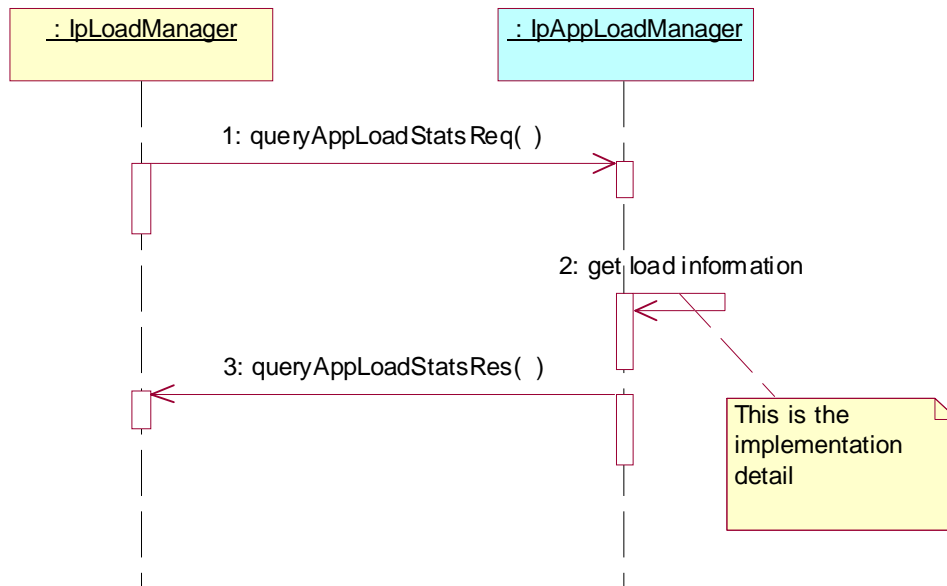 : IpLoadManager
: IpAppLoadManager
1: queryAppLoadStatsReq( )
2: get load information
3: queryAppLoadStatsRes( )
This is the
implementation
detail